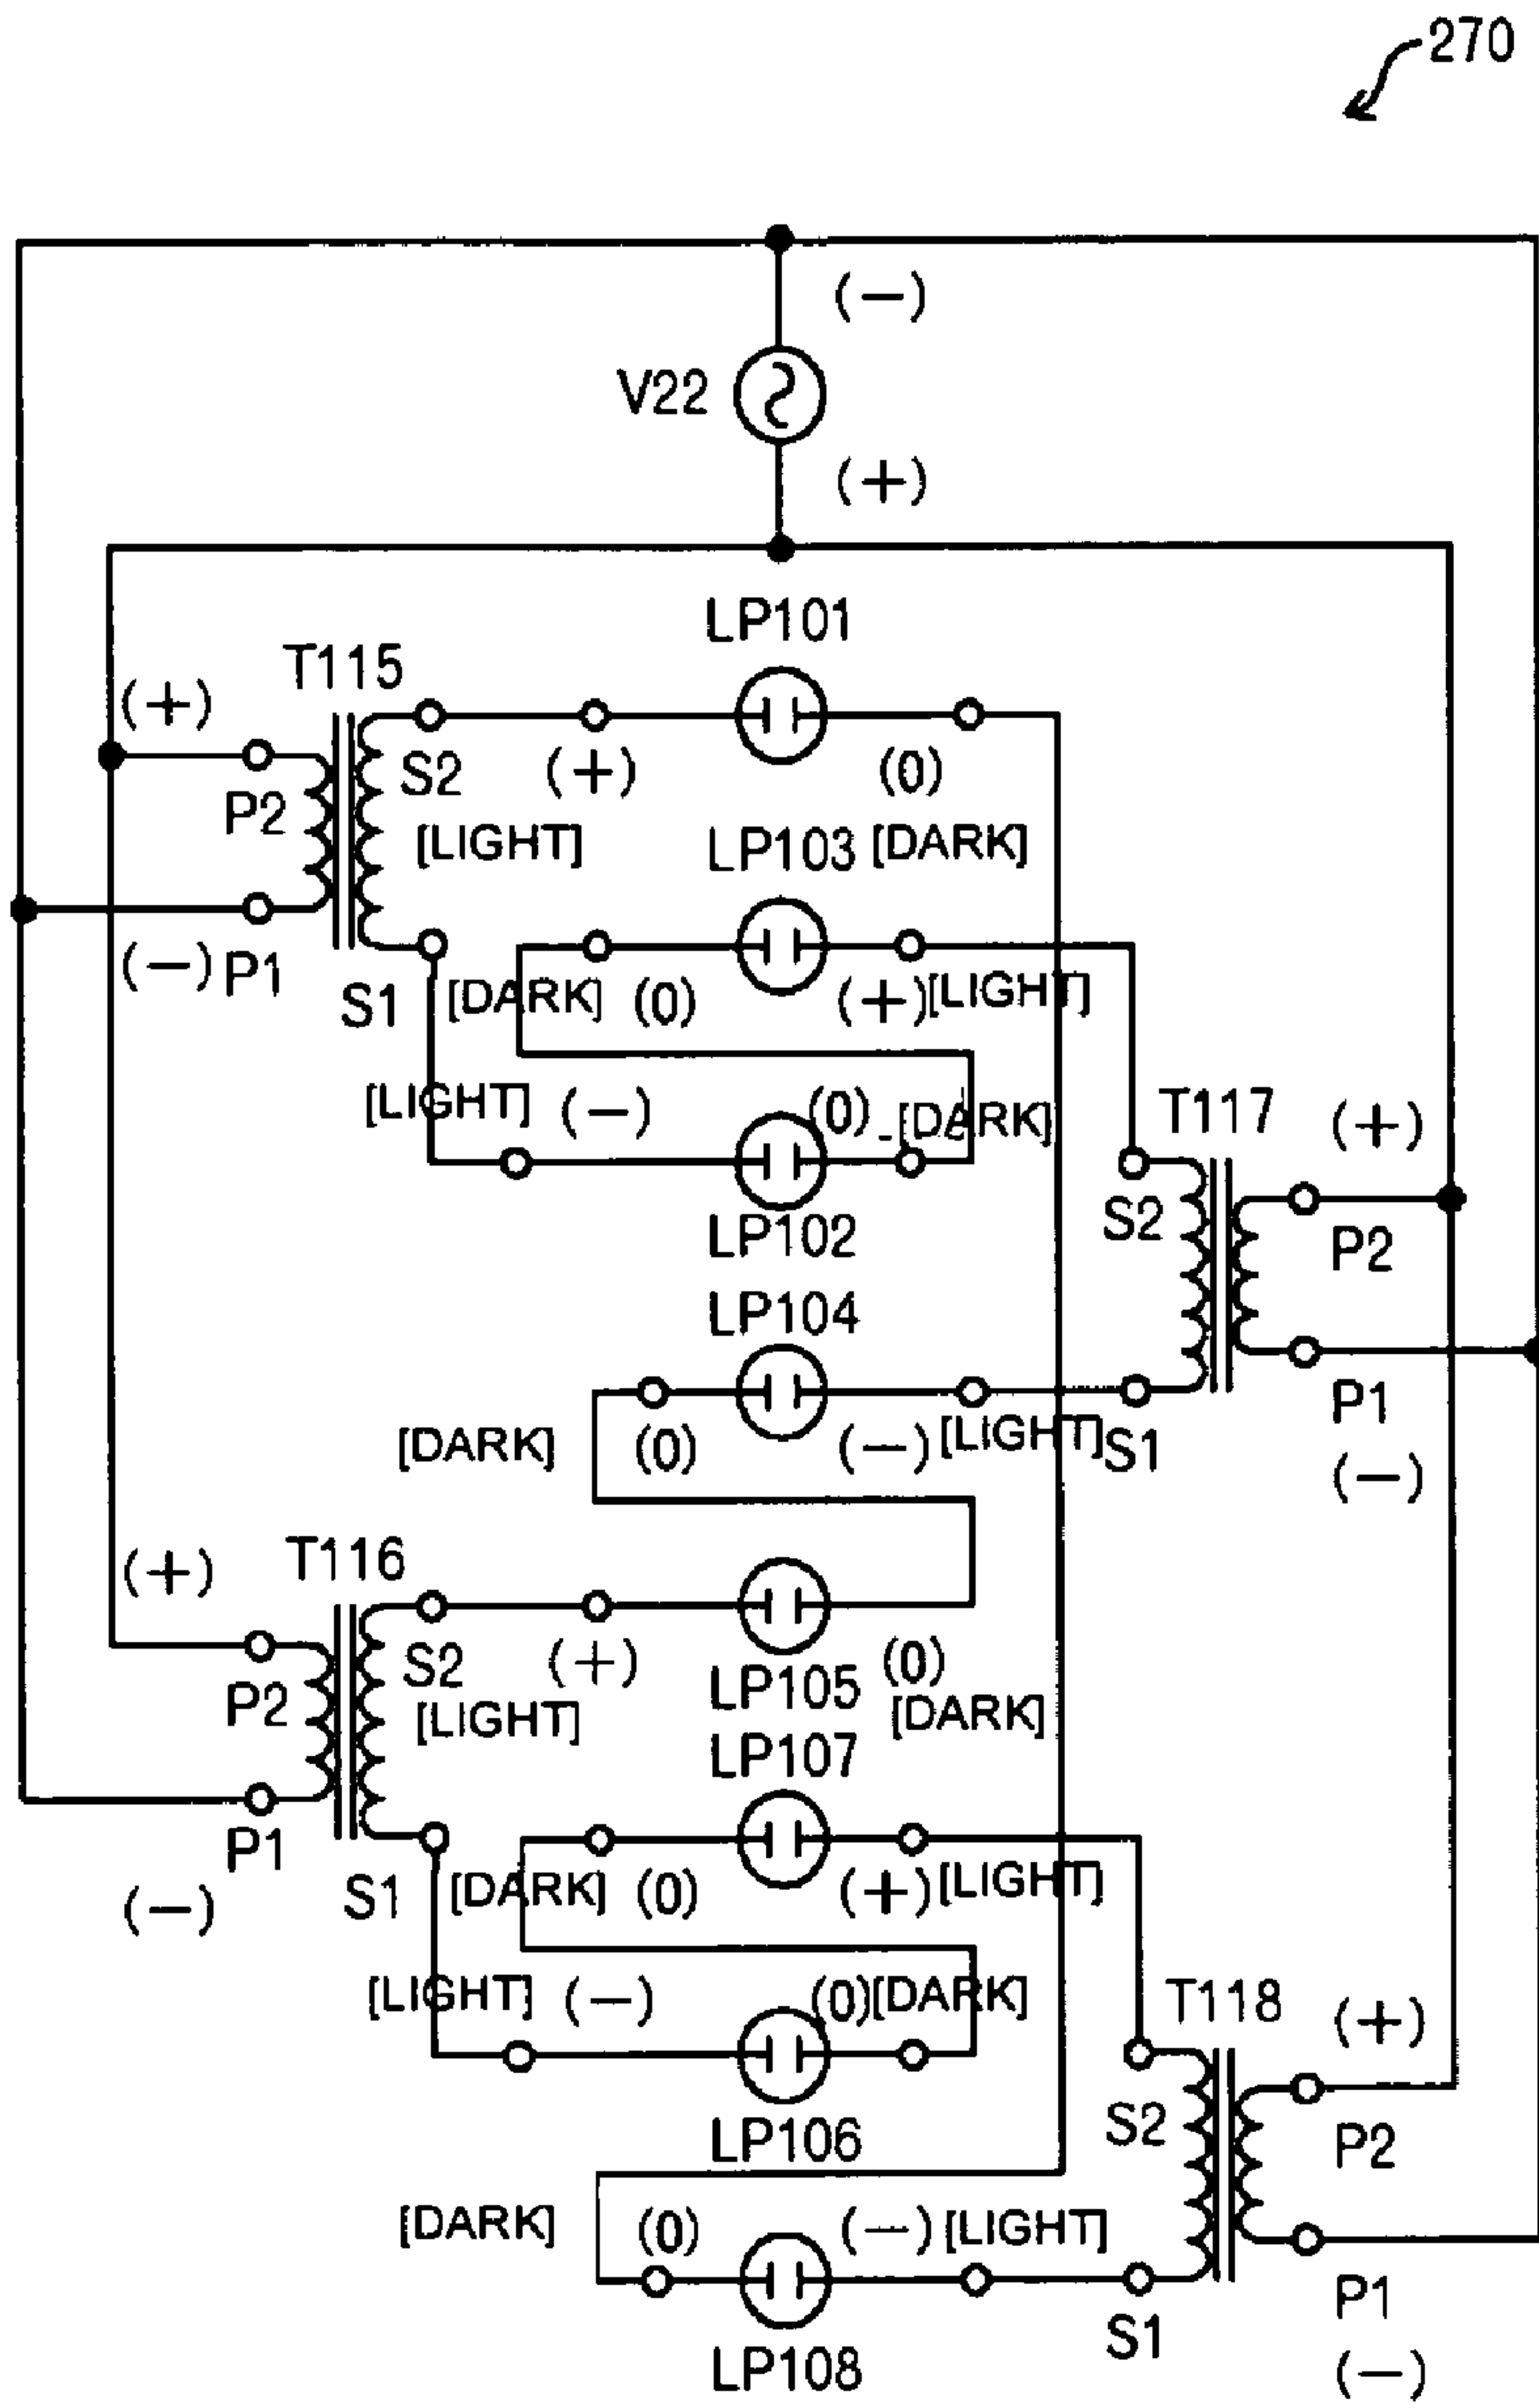 270
(−)
V22
(+)
LP101
T115
(+)
S2 (+) (0)
P2
[LIGHT] LP103 [DARK]
(−) P1
S1 [DARK] (0) (+) [LIGHT]
[LIGHT] (−) (0) [DARK] T117 (+)
LP102 S2 P2
LP104
[DARK] (0) (−) [LIGHT] S1 P1
(−)
(+) T116
S2 (+) LP105 (0)
P2 [LIGHT] [DARK]
LP107
P1
(−) S1 [DARK] (0) (+) [LIGHT]
[LIGHT] (−) (0) [DARK] T118 (+)
LP106 S2 P2
[DARK] (0) (−) [LIGHT]
P1
LP108 S1
(−)